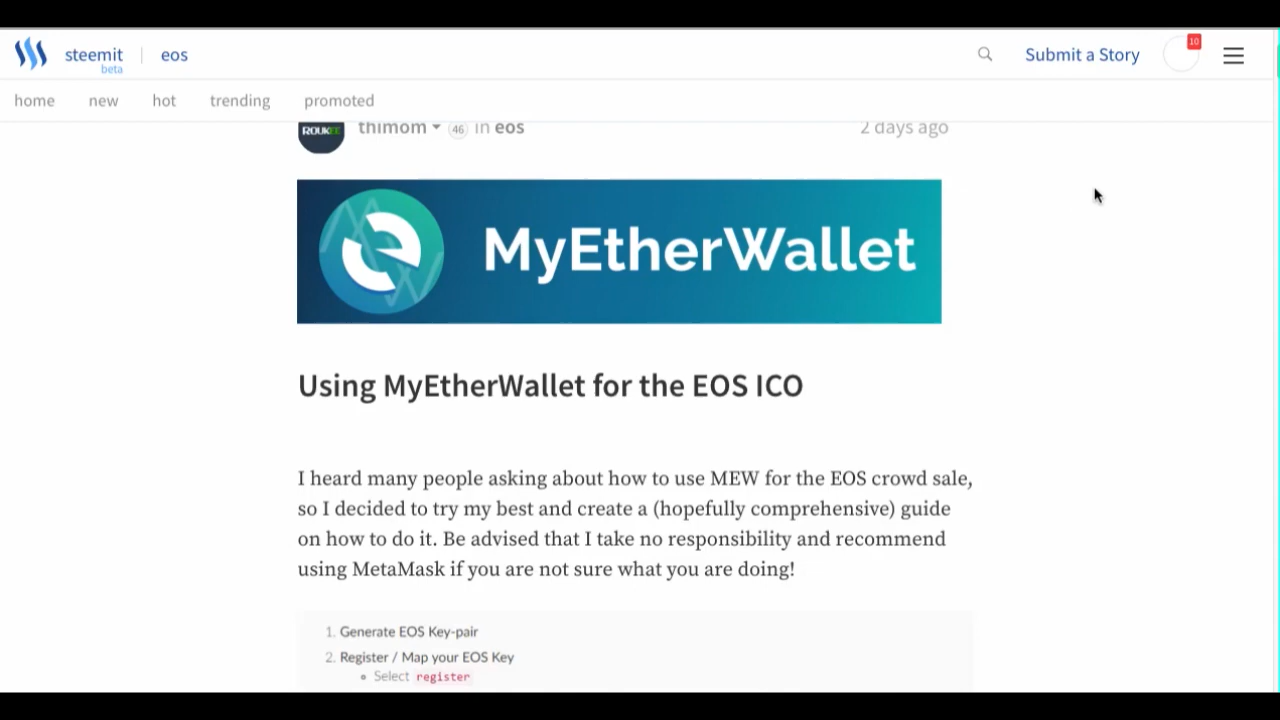 steemit
beta
eos
Submit a Story
10
home new hot trending promoted
ROUKEE
thimom 46 in eos 2 days ago
MyEtherWallet
Using MyEtherWallet for the EOS ICO
I heard many people asking about how to use MEW for the EOS crowd sale,
so I decided to try my best and create a (hopefully comprehensive) guide
on how to do it. Be advised that I take no responsibility and recommend
using MetaMask if you are not sure what you are doing!
1. Generate EOS Key-pair
2. Register / Map your EOS Key
Select register